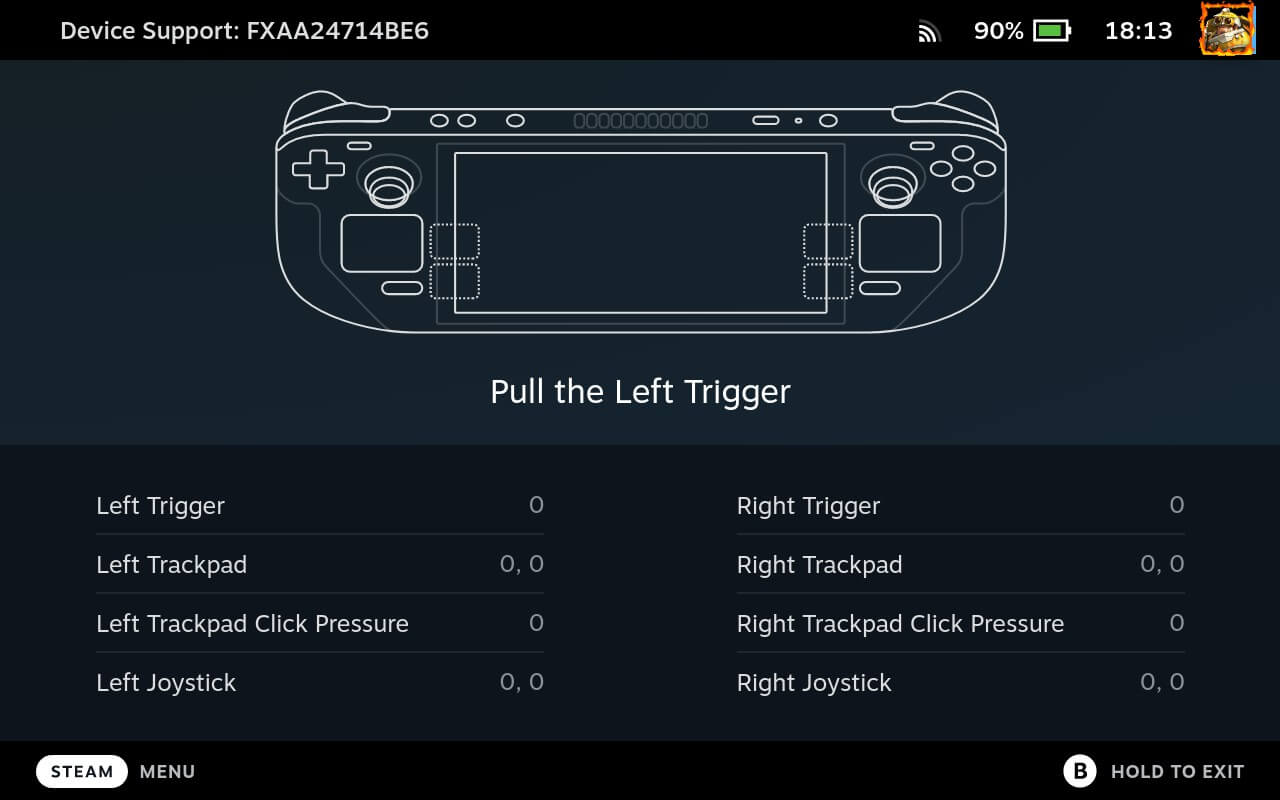 Device Support: FXAA24714BE6
90%
18:13
Pull the Left Trigger
Left Trigger 0
Left Trackpad 0, 0
Left Trackpad Click Pressure 0
Left Joystick 0, 0
Right Trigger 0
Right Trackpad 0, 0
Right Trackpad Click Pressure 0
Right Joystick 0, 0
STEAM MENU
B HOLD TO EXIT